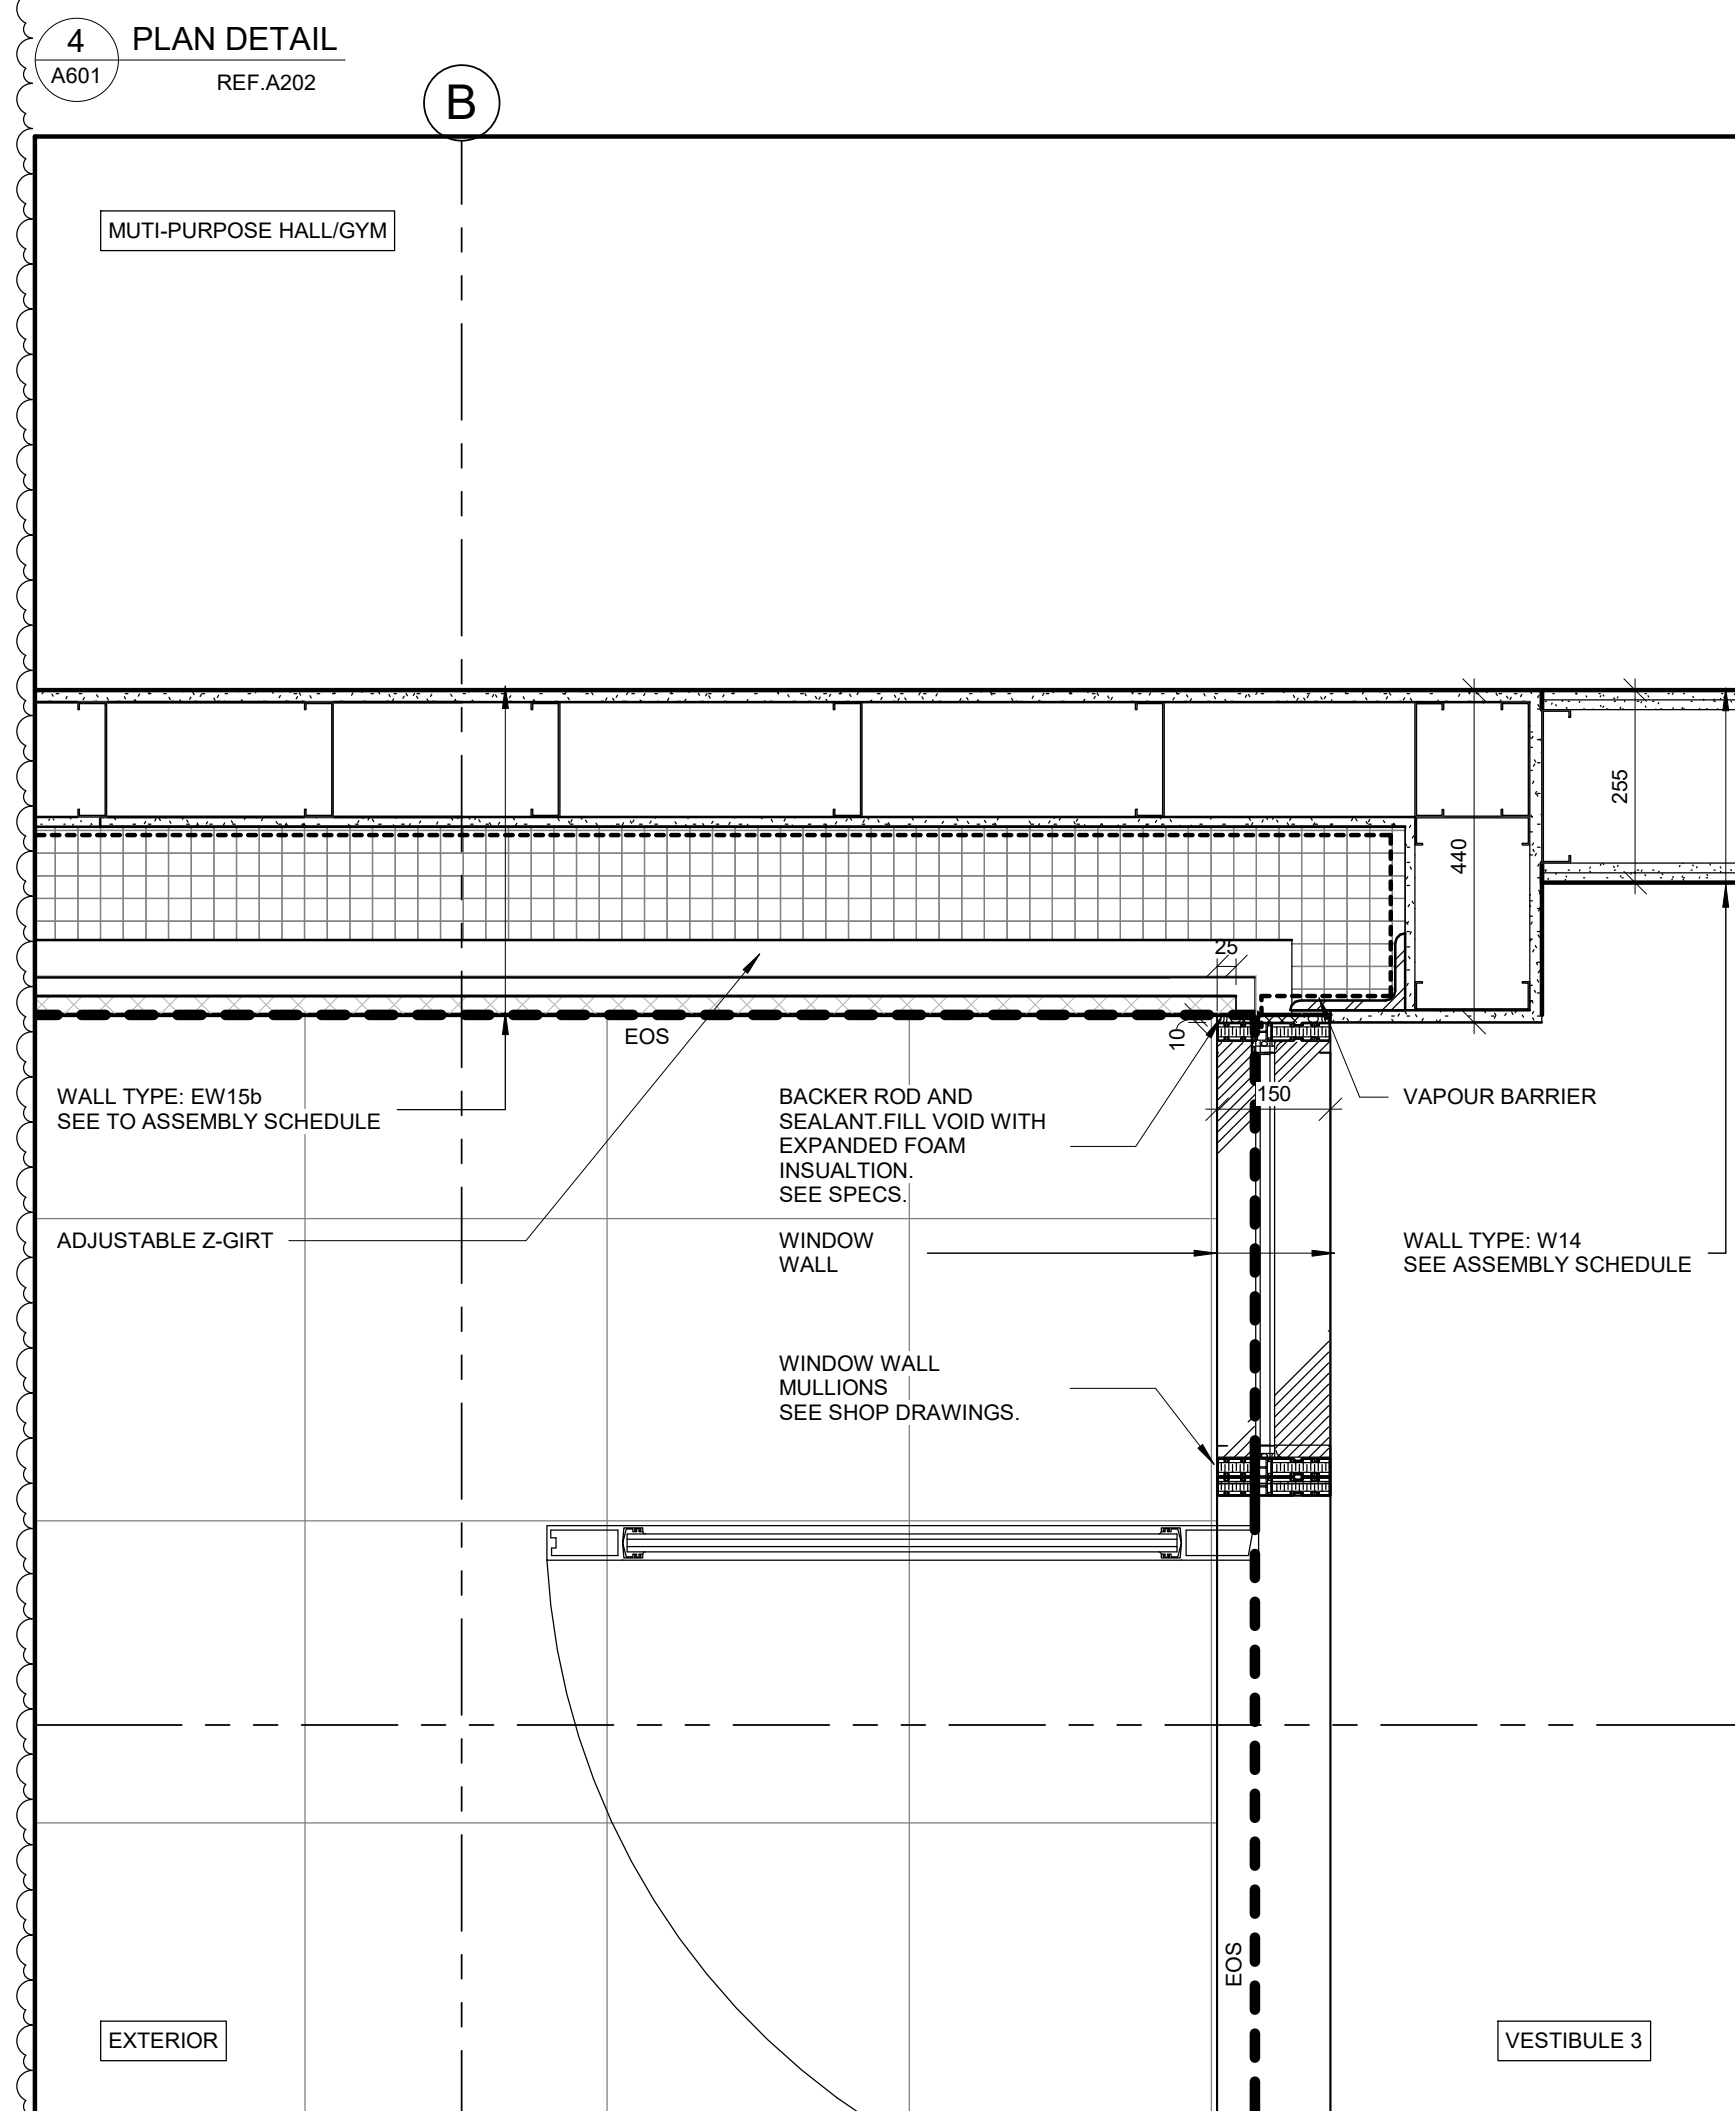 4
PLAN DETAIL
A601
REF.A202
B
MUTI-PURPOSE HALL/GYM
255
440
25
10
EOS
150
WALL TYPE: EW15b
SEE TO ASSEMBLY SCHEDULE
BACKER ROD AND
SEALANT.FILL VOID WITH
EXPANDED FOAM
INSUALTION.
SEE SPECS.
VAPOUR BARRIER
ADJUSTABLE Z-GIRT
WINDOW
WALL
WALL TYPE: W14
SEE ASSEMBLY SCHEDULE
WINDOW WALL
MULLIONS
SEE SHOP DRAWINGS.
EOS
EXTERIOR
VESTIBULE 3